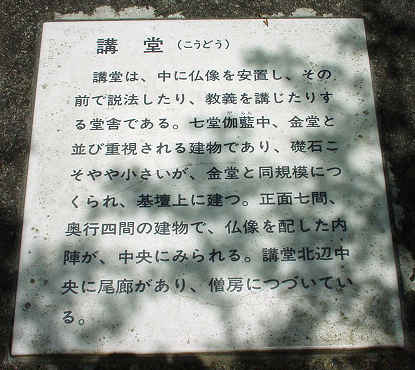 講堂（こうどう）
講堂は、中に仏像を安置し、その
前で説法したり、教義を講じたりす
る堂舎である。七堂伽藍中、金堂と
並び重視される建物であり、礎石こ
そやや小さいが、金堂と同規模につ
くられ、基壇上に建つ。正面七間、
奥行四間の建物で、仏像を配した内
陣が、中央にみられる。講堂北辺中
央に尾廊があり、僧房につづいてい
る。